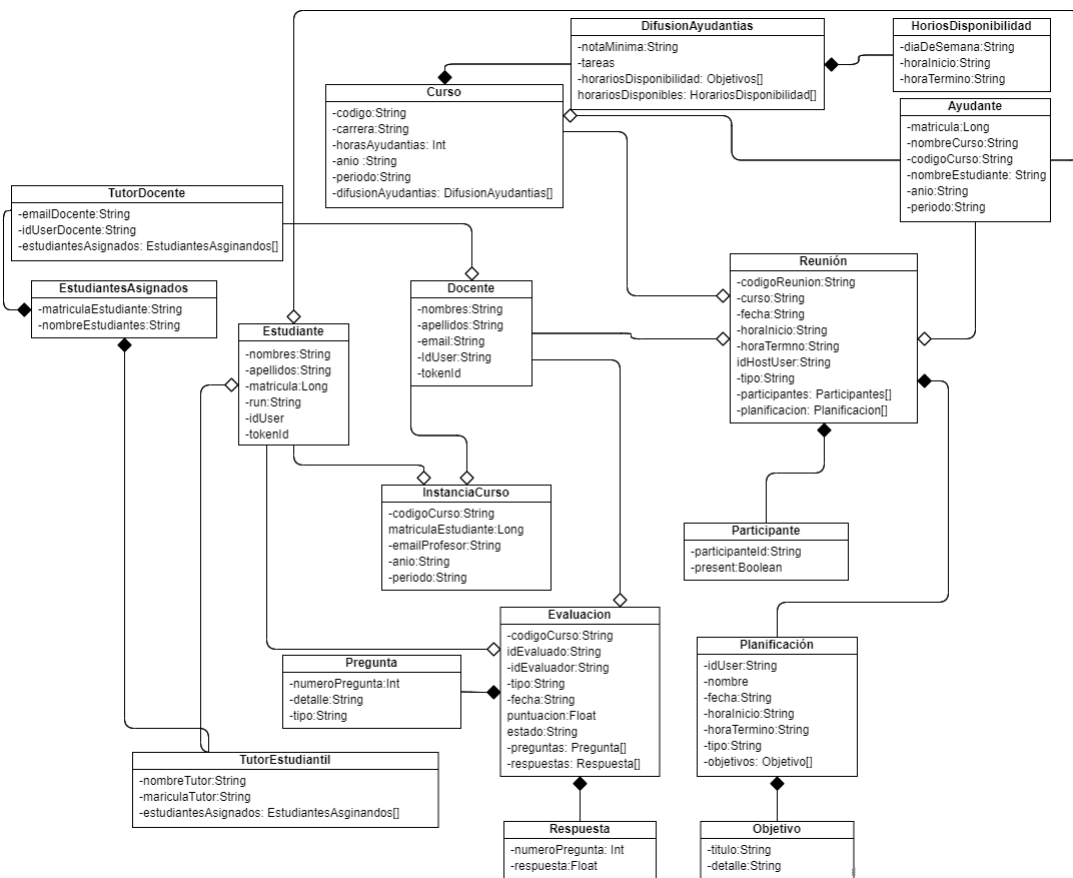 DifusionAyudantias
-notaMinima:String
-tareas
-horariosDisponibilidad: Objetivos[]
horariosDisponibles: HorariosDisponibilidad[]
HoriosDisponibilidad
-diaDeSemana:String
-horaInicio:String
-horaTermino:String
Curso
-codigo:String
-carrera:String
-horasAyudantias: Int
-anio :String
-periodo:String
-difusionAyudantias: DifusionAyudantias[]
Ayudante
-matricula:Long
-nombreCurso:String
-codigoCurso:String
-nombreEstudiante: String
-anio:String
-periodo:String
TutorDocente
-emailDocente:String
-idUserDocente:String
-estudiantesAsignados: EstudiantesAsginandos[]
EstudiantesAsignados
-matriculaEstudiante:String
-nombreEstudiantes:String
Docente
-nombres:String
-apellidos:String
-email:String
-IdUser:String
-tokenId
Reunión
-codigoReunion:String
-curso:String
-fecha:String
-horaInicio:String
-horaTermno:String
idHostUser:String
-tipo:String
-participantes: Participantes[]
-planificacion: Planificacion[]
Estudiante
-nombres:String
-apellidos:String
-matricula:Long
-run:String
-idUser
-tokenId
InstanciaCurso
-codigoCurso:String
matriculaEstudiante:Long
-emailProfesor:String
-anio:String
-periodo:String
Participante
-participanteId:String
-present:Boolean
Evaluacion
-codigoCurso:String
idEvaluado:String
-idEvaluador:String
-tipo:String
-fecha:String
puntuacion:Float
estado:String
-preguntas: Pregunta[]
-respuestas: Respuesta[]
Pregunta
-numeroPregunta:Int
-detalle:String
-tipo:String
Planificación
-idUser:String
-nombre
-fecha:String
-horaInicio:String
-horaTermino:String
-tipo:String
-objetivos: Objetivo[]
TutorEstudiantil
-nombreTutor:String
-mariculaTutor:String
-estudiantesAsignados: EstudiantesAsginandos[]
Respuesta
-numeroPregunta: Int
-respuesta:Float
Objetivo
-titulo:String
-detalle:String